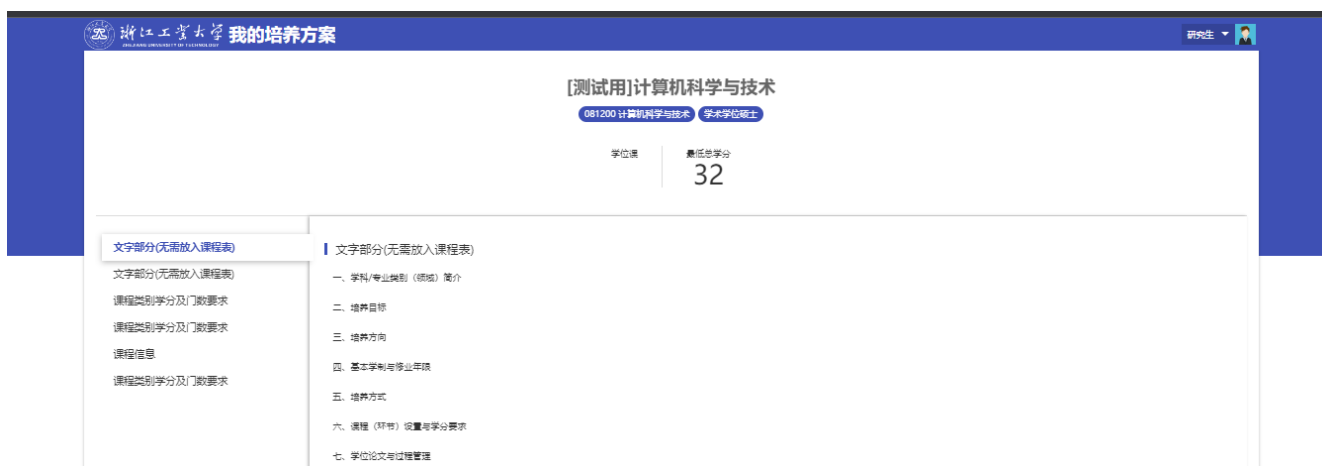 浙江工业大学 我的培养方案
ZHEJIANG UNIVERSITY OF TECHNOLOGY
研究生
[测试用]计算机科学与技术
081200 计算机科学与技术 学术学位硕士
学位课 最低总学分
32
文字部分(无需放入课程表)
文字部分(无需放入课程表)
课程类别学分及门数要求
课程类别学分及门数要求
课程信息
课程类别学分及门数要求
文字部分(无需放入课程表)
一、学科/专业类别（领域）简介
二、培养目标
三、培养方向
四、基本学制与修业年限
五、培养方式
六、课程（环节）设置与学分要求
七、学位论文与过程管理